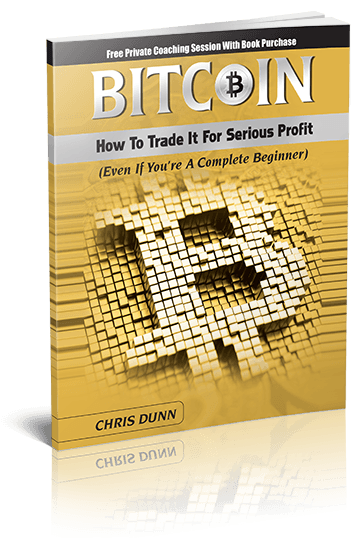 Free Private Coaching Session With Book Purchase
BITCOIN
How To Trade It For Serious Profit
(Even If You're A Complete Beginner)
CHRIS DUNN